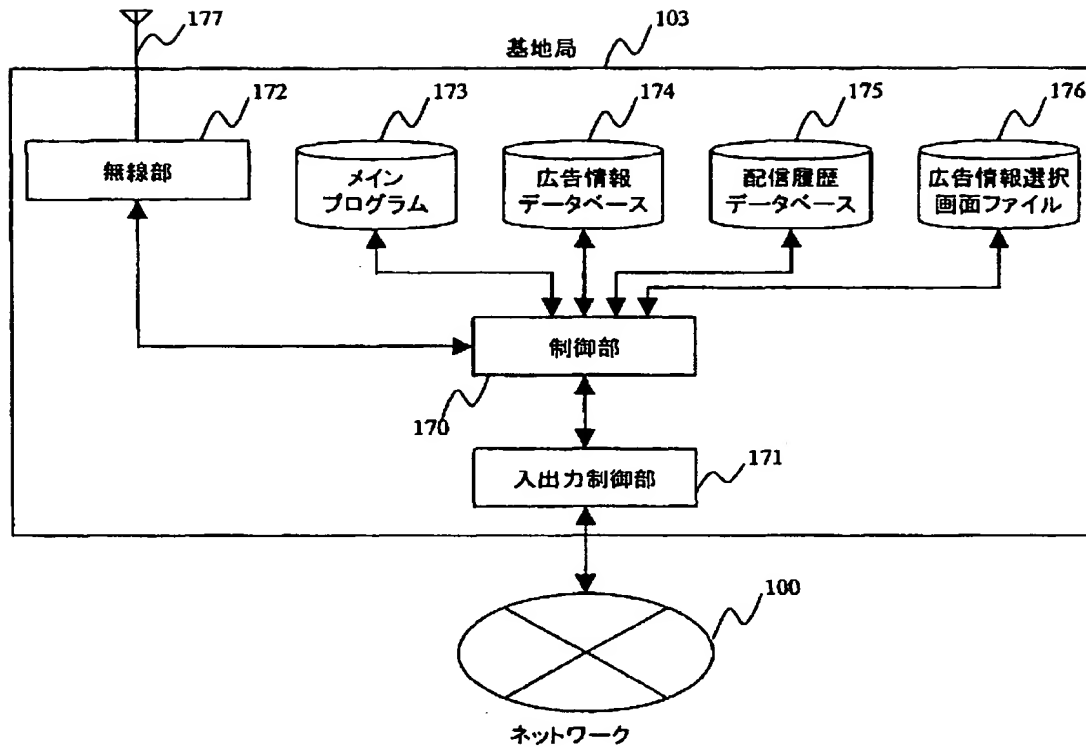 177
基地局
103
172
173
174
175
176
無線部
メイン
プログラム
広告情報
データベース
配信履歴
データベース
広告情報選択
画面ファイル
制御部
170
入出力制御部
171
100
ネットワーク